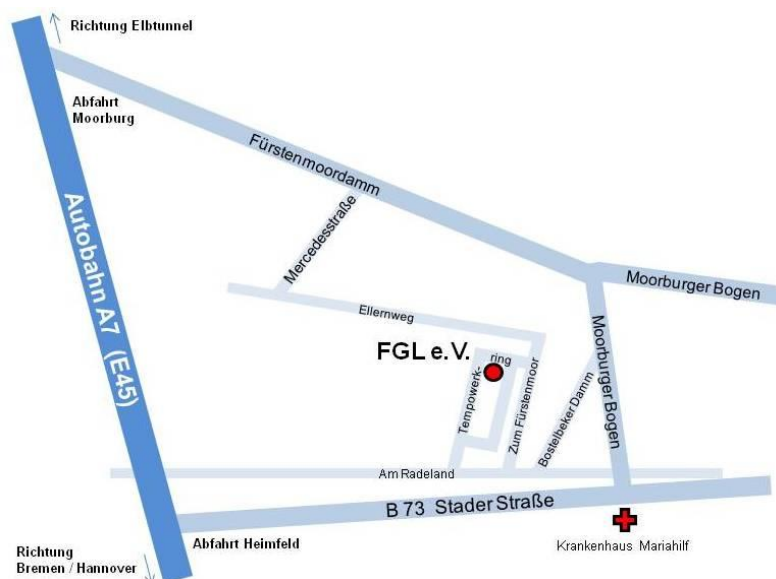 Richtung Elbtunnel
Abfahrt
Moorburg
Fürstenmoordamm
Autobahn A7 (E45)
Mercedesstraße
Moorburger Bogen
Ellernweg
FGL e.V.
ring
Tempowerk-
Zum Fürstenmoor
Bostelbeker Damm
Moorburger Bogen
Am Radeland
B 73 Stader Straße
Abfahrt Heimfeld
Krankenhaus Mariahilf
Richtung
Bremen / Hannover